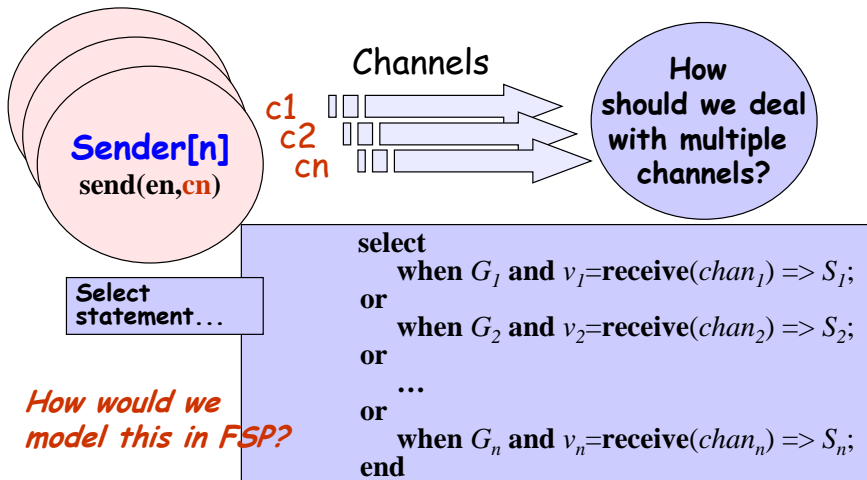 Channels
c1
c2
cn
Sender[n]
send(en,cn)
How
should we deal
with multiple
channels?
Select
statement...
select
when G₁ and v₁=receive(chan₁) => S₁;
or
when G₂ and v₂=receive(chan₂) => S₂;
or
…
or
when Gₙ and vₙ=receive(chanₙ) => Sₙ;
end
How would we
model this in FSP?